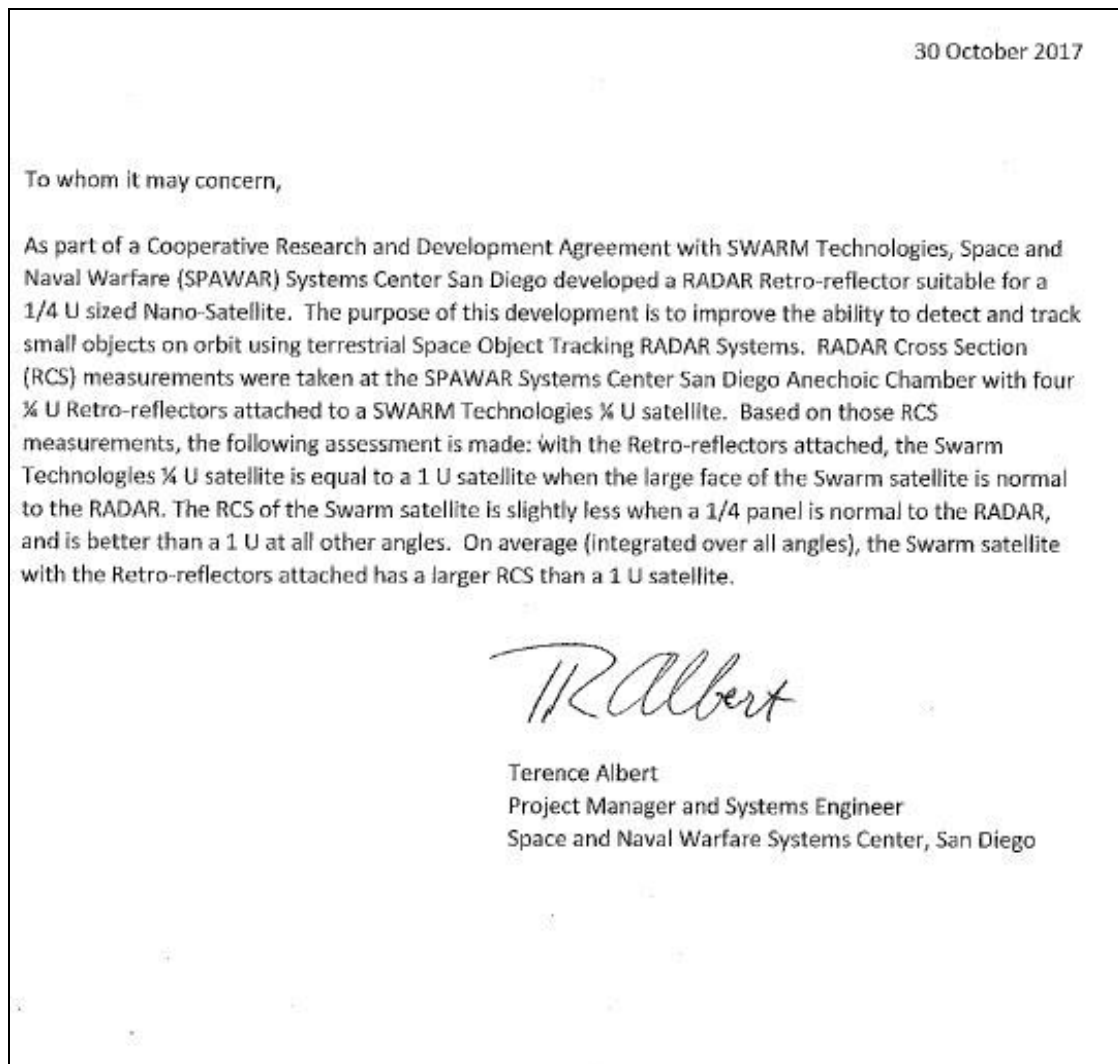 30 October 2017
To whom it may concern,
As part of a Cooperative Research and Development Agreement with SWARM Technologies, Space and
Naval Warfare (SPAWAR) Systems Center San Diego developed a RADAR Retro-reflector suitable for a
1/4 U sized Nano-Satellite.  The purpose of this development is to improve the ability to detect and track
small objects on orbit using terrestrial Space Object Tracking RADAR Systems.  RADAR Cross Section
(RCS) measurements were taken at the SPAWAR Systems Center San Diego Anechoic Chamber with four
¼ U Retro-reflectors attached to a SWARM Technologies ¼ U satellite.  Based on those RCS
measurements, the following assessment is made: with the Retro-reflectors attached, the Swarm
Technologies ¼ U satellite is equal to a 1 U satellite when the large face of the Swarm satellite is normal
to the RADAR. The RCS of the Swarm satellite is slightly less when a 1/4 panel is normal to the RADAR,
and is better than a 1 U at all other angles.  On average (integrated over all angles), the Swarm satellite
with the Retro-reflectors attached has a larger RCS than a 1 U satellite.
TR Albert
Terence Albert
Project Manager and Systems Engineer
Space and Naval Warfare Systems Center, San Diego